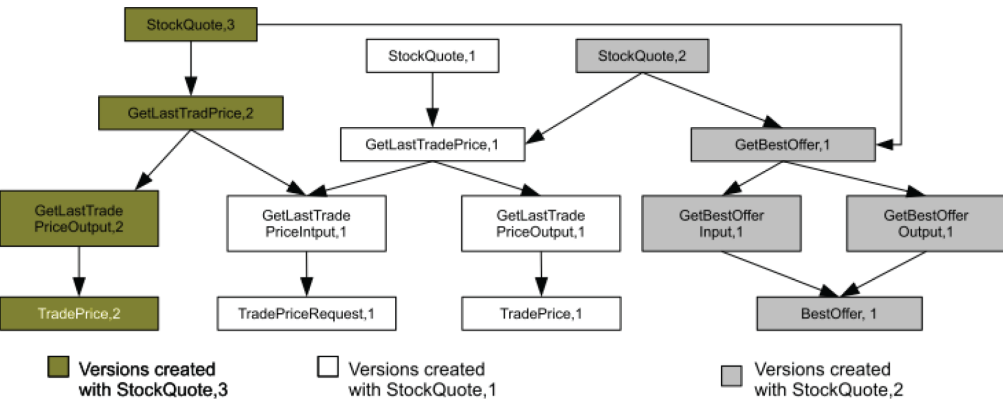 StockQuote,3
StockQuote,1
StockQuote,2
GetLastTradPrice,2
GetLastTradePrice,1
GetBestOffer,1
GetLastTrade
PriceOutput,2
GetLastTrade
PriceIntput,1
GetLastTrade
PriceOutput,1
GetBestOffer
Input,1
GetBestOffer
Output,1
TradePrice,2
TradePriceRequest,1
TradePrice,1
BestOffer, 1
Versions created
with StockQuote,3
Versions created
with StockQuote,1
Versions created
with StockQuote,2